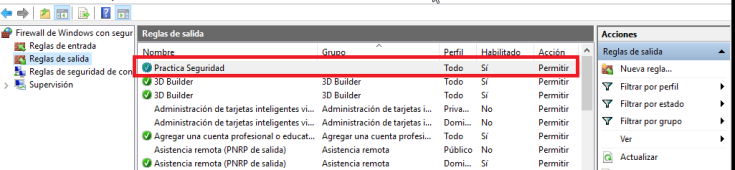 Firewall de Windows con segur
Reglas de entrada
Reglas de salida
Reglas de seguridad de con
Supervisión
Reglas de salida
Nombre Grupo Perfil Habilitado Acción
Practica Seguridad Todo Sí Permitir
3D Builder 3D Builder Todo Sí Permitir
3D Builder 3D Builder Todo Sí Permitir
Administración de tarjetas inteligentes vi... Administración de tarjetas i... Priva... No Permitir
Administración de tarjetas inteligentes vi... Administración de tarjetas i... Domi... No Permitir
Agregar una cuenta profesional o educat... Agregar una cuenta profesi... Todo Sí Permitir
Asistencia remota (PNRP de salida) Asistencia remota Público No Permitir
Asistencia remota (PNRP de salida) Asistencia remota Domi... Sí Permitir
Acciones
Reglas de salida
Nueva regla...
Filtrar por perfil
Filtrar por estado
Filtrar por grupo
Ver
Actualizar